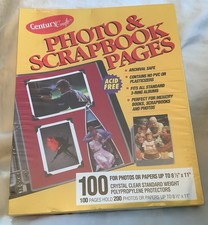 Century
PHOTO &
SCRAPBOOK
PAGES
ACID
FREE
• ARCHIVAL SAFE
• CONTAINS NO PVC OR
PLASTICIZERS
• FITS ALL STANDARD
3-RING ALBUMS
• PERFECT FOR MEMORY
BOOKS, SCRAPBOOKS
AND PHOTOS
100
FOR PHOTOS OR PAPERS UP TO 8 ½" x 11"
CRYSTAL CLEAR STANDARD WEIGHT
POLYPROPYLENE PROTECTORS
100 PAGES HOLD 200 PHOTOS OR PAPERS UP TO 8 ½" x 11"